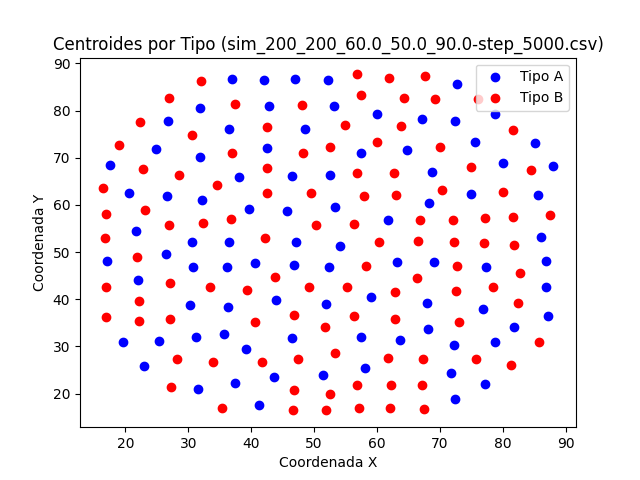 Centroides por Tipo (sim_200_200_60.0_50.0_90.0-step_5000.csv)
Tipo A
Tipo B
90
80
70
60
50
40
30
20
Coordenada Y
20 30 40 50 60 70 80 90
Coordenada X